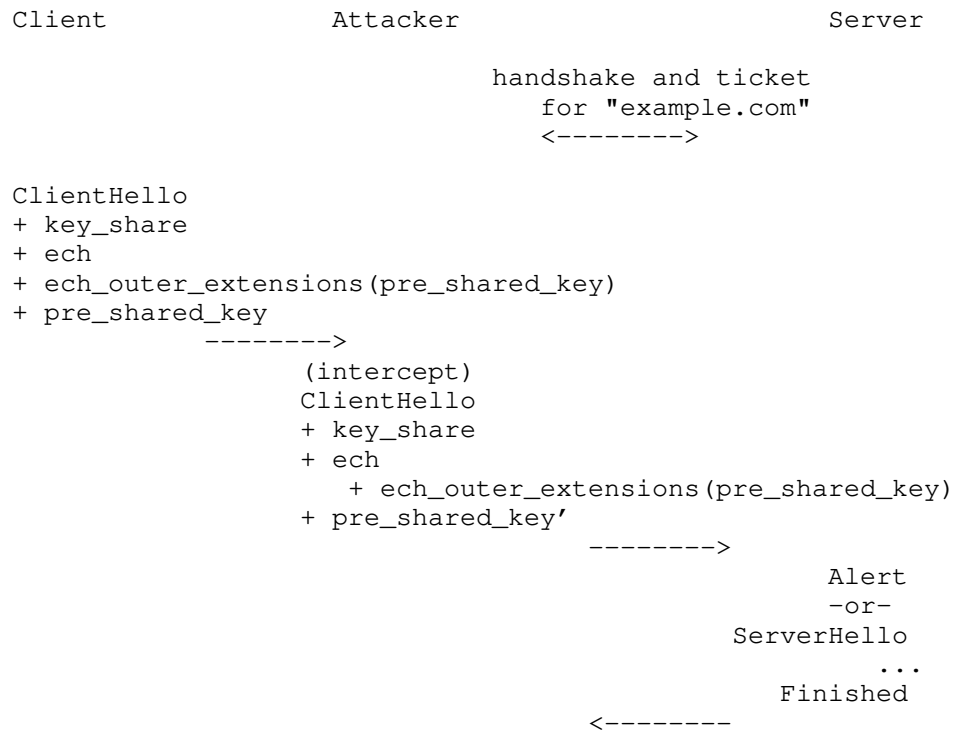 Client Attacker Server
handshake and ticket
for "example.com"
<-------->
ClientHello
+ key_share
+ ech
+ ech_outer_extensions(pre_shared_key)
+ pre_shared_key
-------->
(intercept)
ClientHello
+ key_share
+ ech
+ ech_outer_extensions(pre_shared_key)
+ pre_shared_key’
-------->
Alert
-or-
ServerHello
...
Finished
<--------